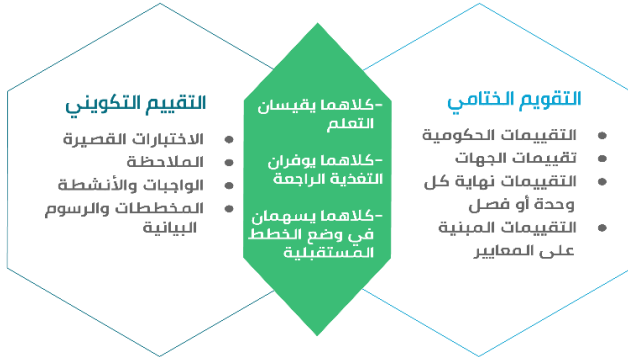 التقويم الختامي
التقييمات الحكومية
تقييمات الجهات
التقييمات نهاية كل
وحدة أو فصل
التقييمات المبنية
على المعايير
-كلاهما يقيسان
التعلم
-كلاهما يوفران
التغذية الراجعة
-كلاهما يسهمان
في وضع الخطط
المستقبلية
التقييم التكويني
الاختبارات القصيرة
الملاحظة
الواجبات والأنشطة
المخططات والرسوم
البيانية